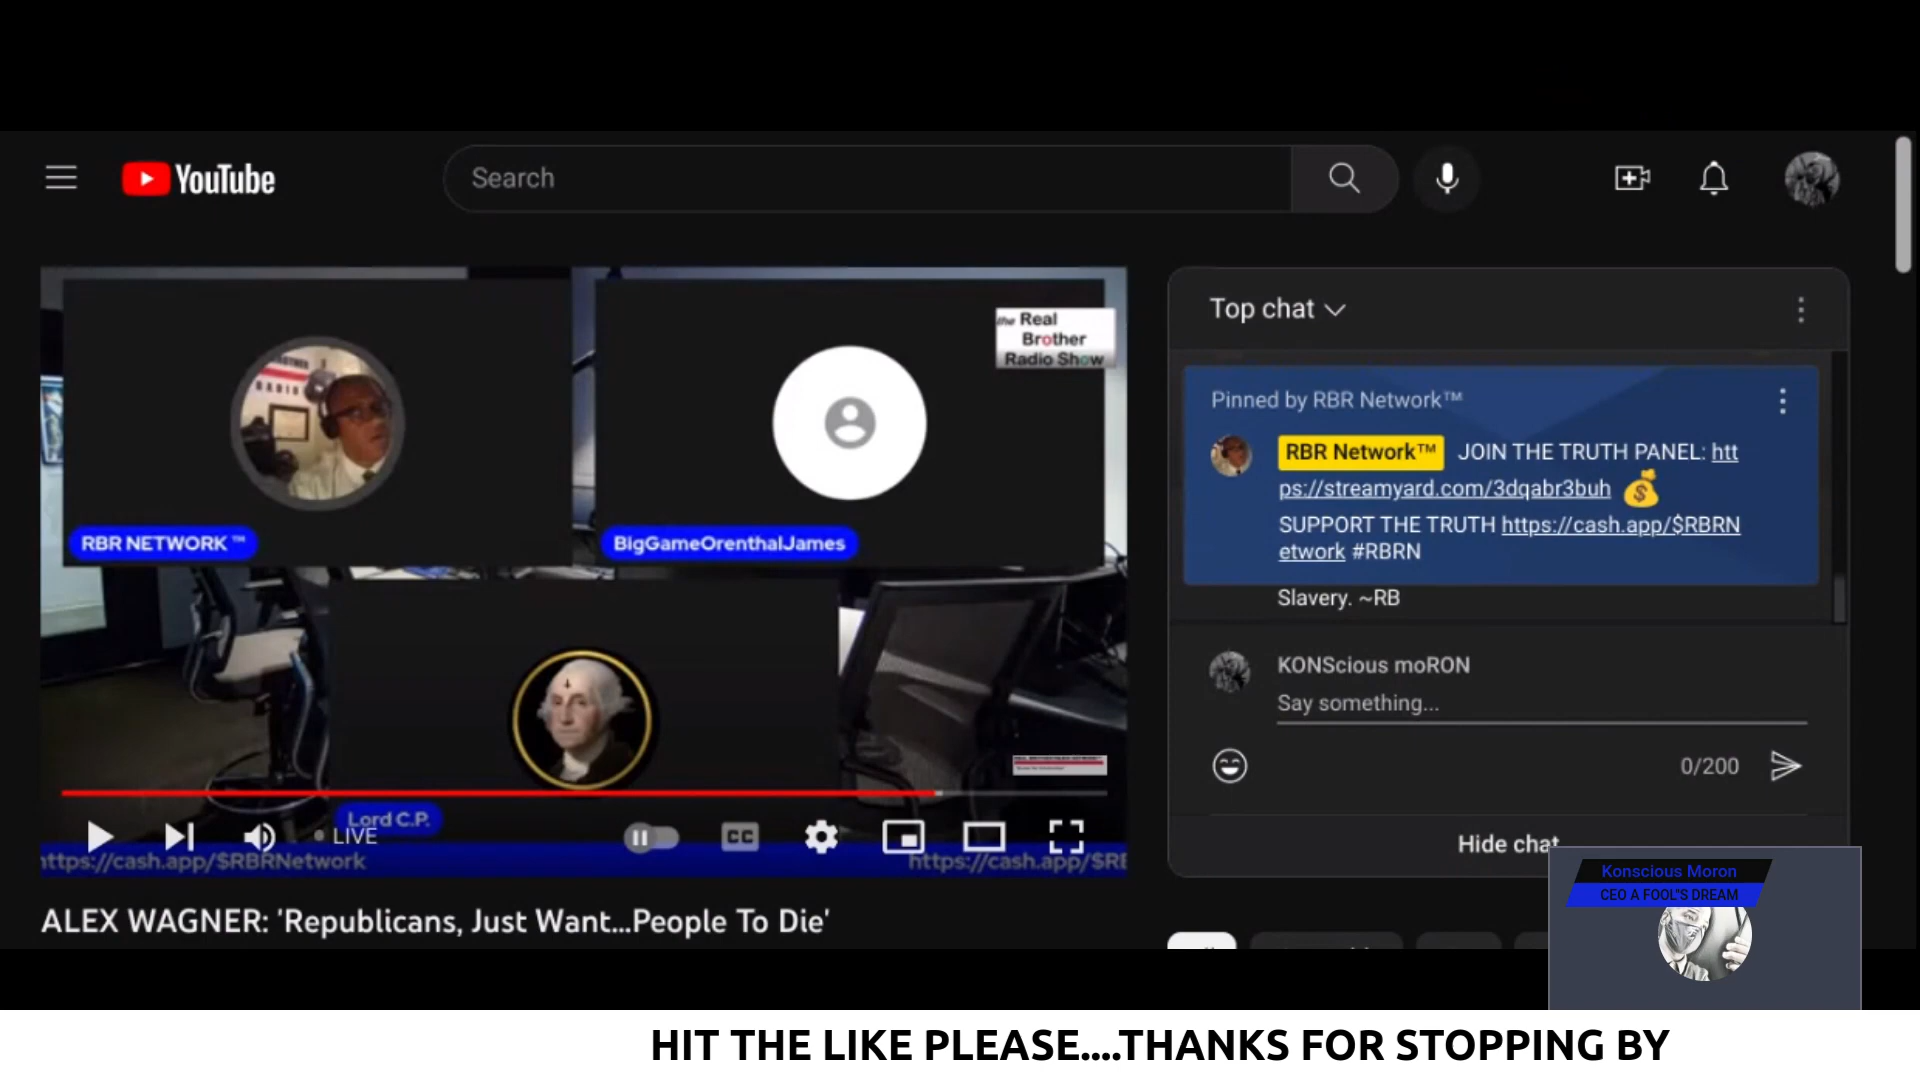 YouTube
Search
the Real
Brother
Radio Show
RBR NETWORK ™
BigGameOrenthalJames
Lord C.P.
LIVE
CC
ttps://cash.app/$RBRNetwork
https://cash.app/$RE
ALEX WAGNER: 'Republicans, Just Want...People To Die'
Top chat
Pinned by RBR Network™
RBR Network™ JOIN THE TRUTH PANEL: htt
ps://streamyard.com/3dqabr3buh 💰
SUPPORT THE TRUTH https://cash.app/$RBRN
etwork #RBRN
Slavery. ~RB
KONScious moRON
Say something...
0/200
Hide chat
Konscious Moron
CEO A FOOL"S DREAM
HIT THE LIKE PLEASE....THANKS FOR STOPPING BY